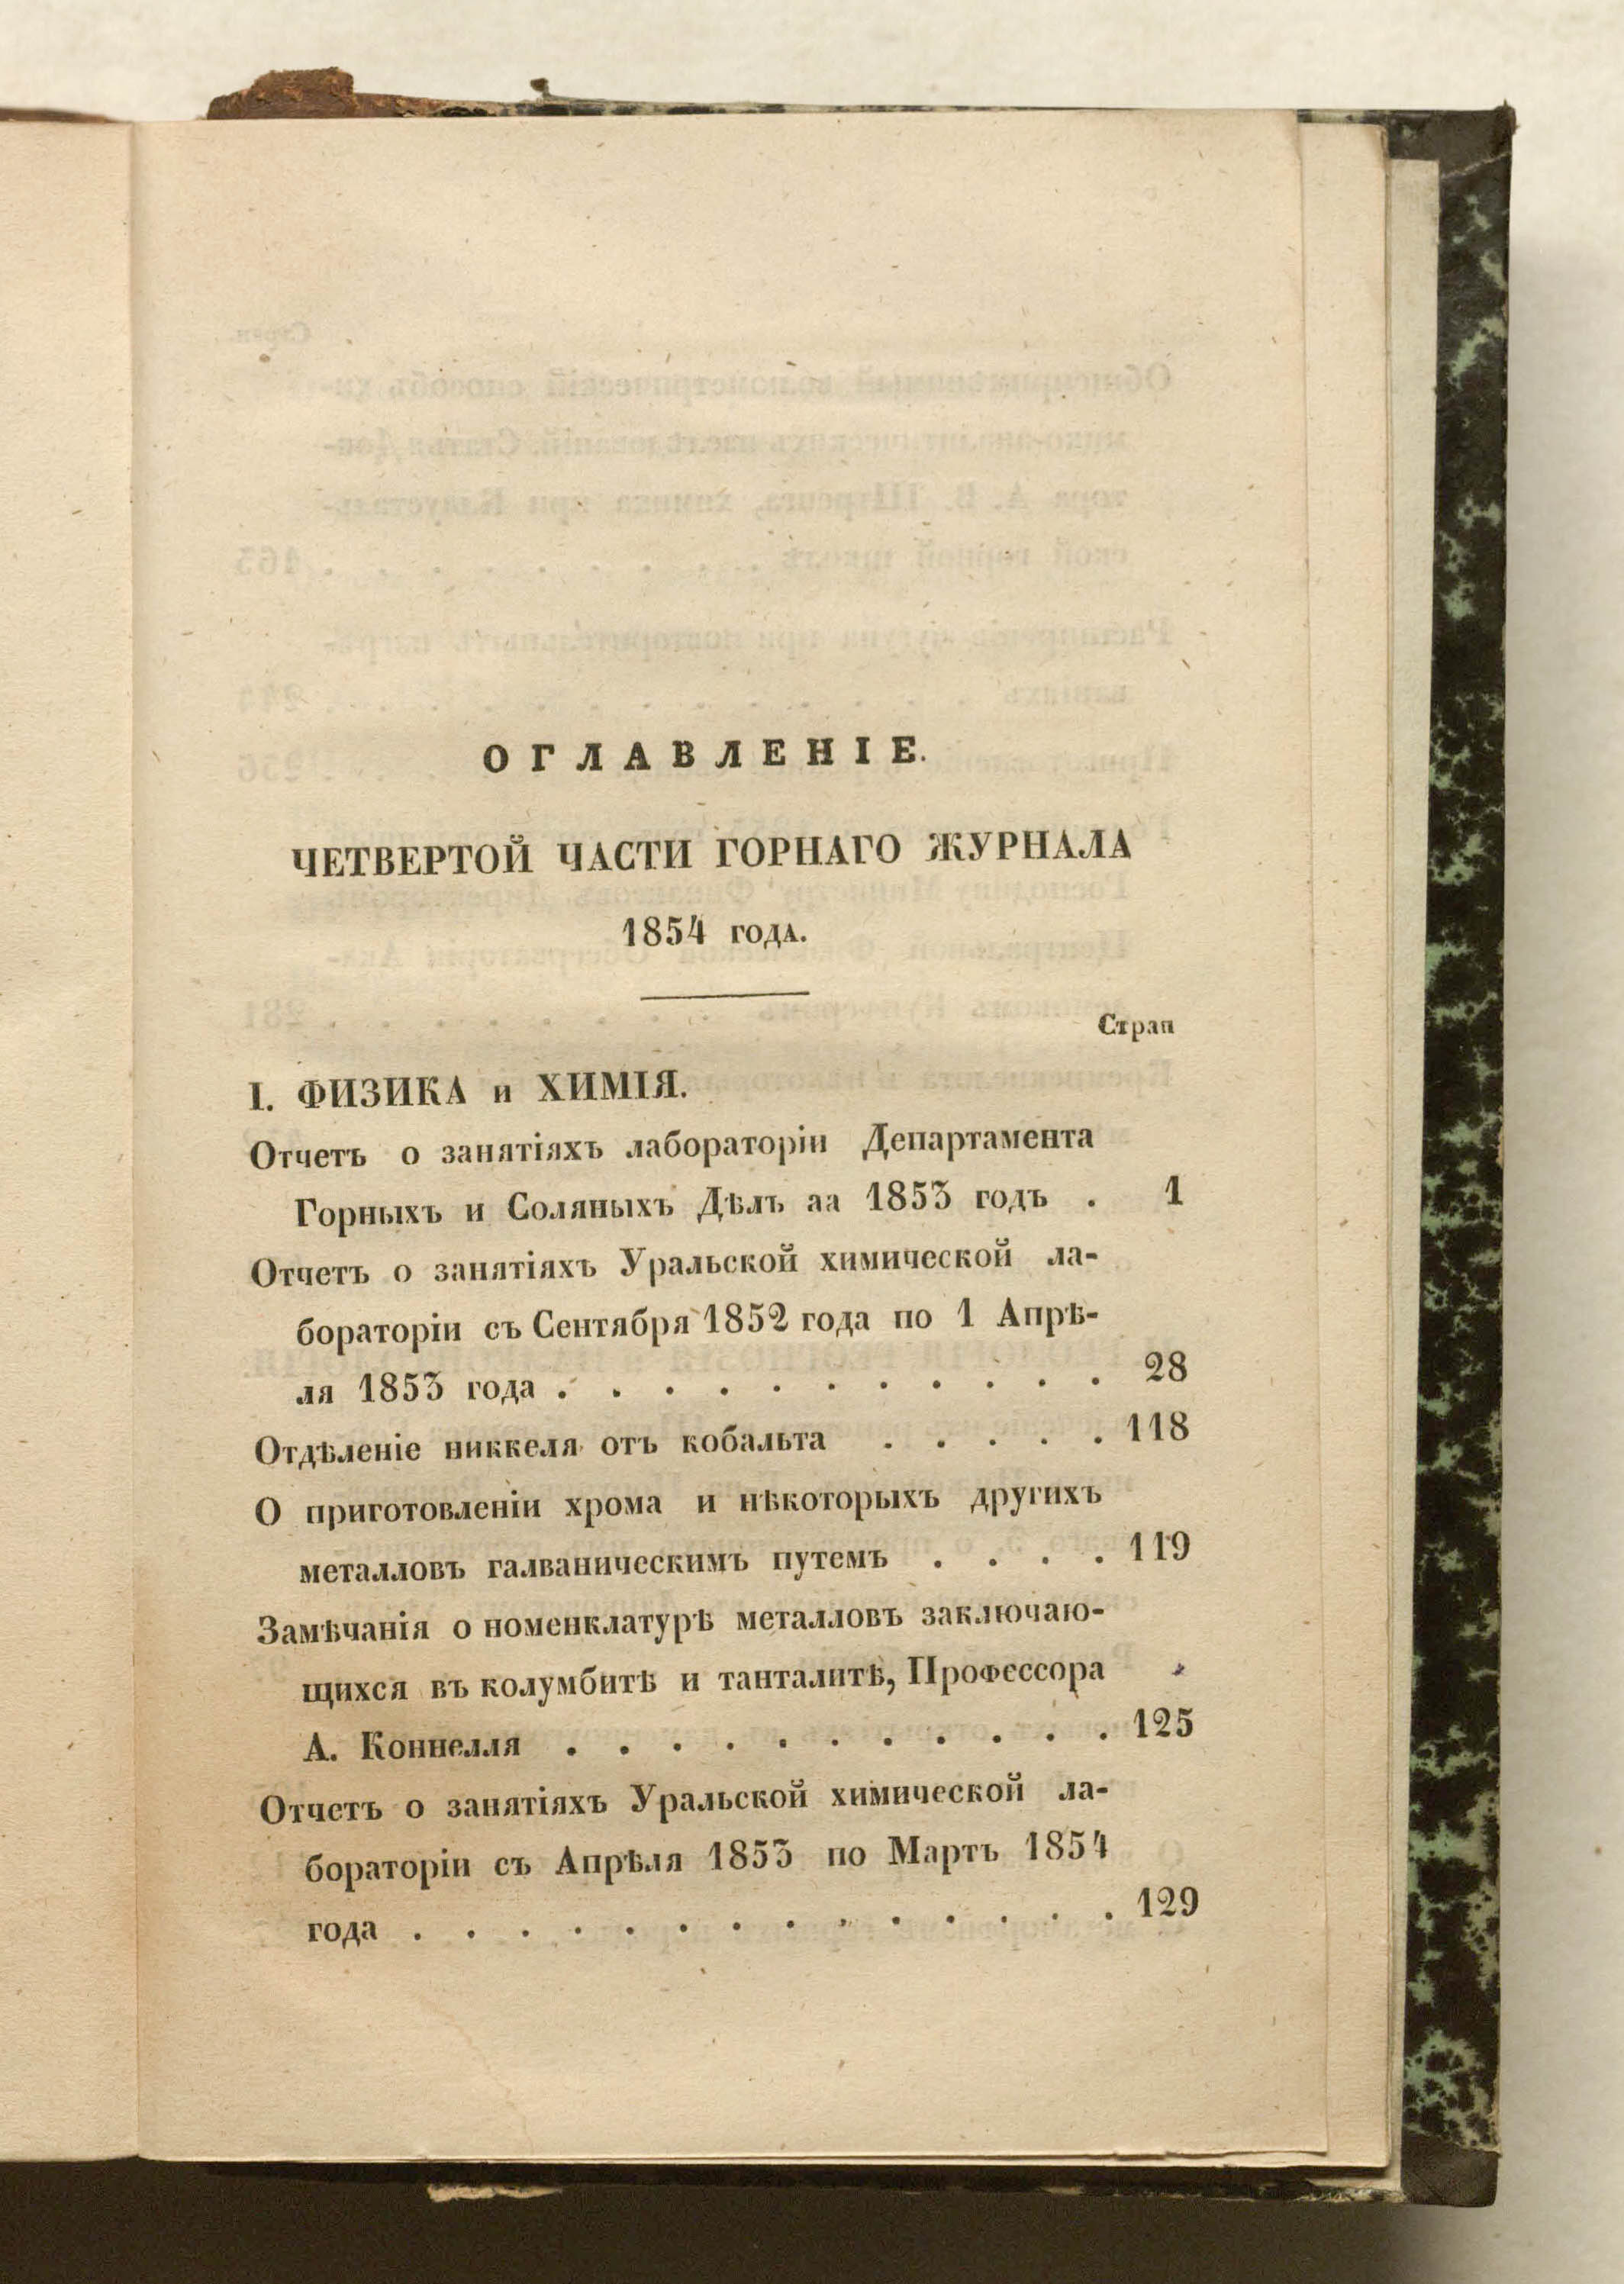 ОГЛАВЛЕНІЕ.
ЧЕТВЕРТОЙ ЧАСТИ ГОРНАГО ЖУРНАЛА
1854 ГОДА.
Стран
I. ФИЗИКА и ХИМІЯ.
Отчетъ о занятіяхъ лабораторіи Департамента
Горныхъ и Соляныхъ Дѣлъ аа 1853 годъ . 1
Отчетъ о занятіяхъ Уральской химической ла-
бораторіи съ Сентября 1852 года по 1 Апрѣ-
ля 1853 года . . . . . . . . . . . 28
Отдѣленіе никкеля отъ кобальта . . . . . 118
О приготовленіи хрома и нѣкоторыхъ другихъ
металловъ галваническимъ путемъ . . . . 119
Замѣчанія о номенклатурѣ металловъ заключаю-
щихся въ колумбитѣ и танталитѣ, Профессора
А. Коннелля . . . . . . . . . . . 125
Отчетъ о занятіяхъ Уральской химической ла-
бораторіи съ Апрѣля 1853 по Мартъ 1854
года . . . . . . . . . . . . . . 129